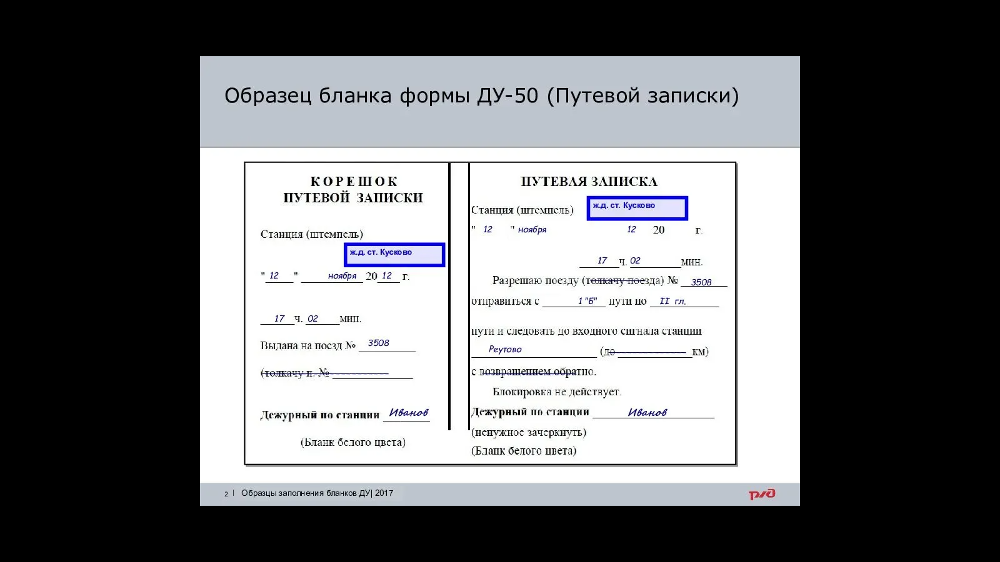 Образец бланка формы ДУ-50 (Путевой записки)
КОРЕШОК
ПУТЕВОЙ ЗАПИСКИ
Станция (штемпель)
ж.д. ст. Кусково
" 12 " ноября 20 12 г.
17 ч. 02 мин.
Выдана на поезд № 3508
(толкачу п. №
Дежурный по станции Иванов
(Бланк белого цвета)
ПУТЕВАЯ ЗАПИСКА
Станция (штемпель) ж.д. ст. Кусково
" 12 " ноября 12 20 г.
17 ч. 02 мин.
Разрешаю поезду (толкачу поезда) № 3508
отправиться с 1 "Б" пути по II гл.
пути и следовать до входного сигнала станции
Реутово (до км)
с возвращением обратно.
Блокировка не действует.
Дежурный по станции Иванов
(ненужное зачеркнуть)
(Бланк белого цвета)
2 | Образцы заполнения бланков ДУ| 2017
ржд